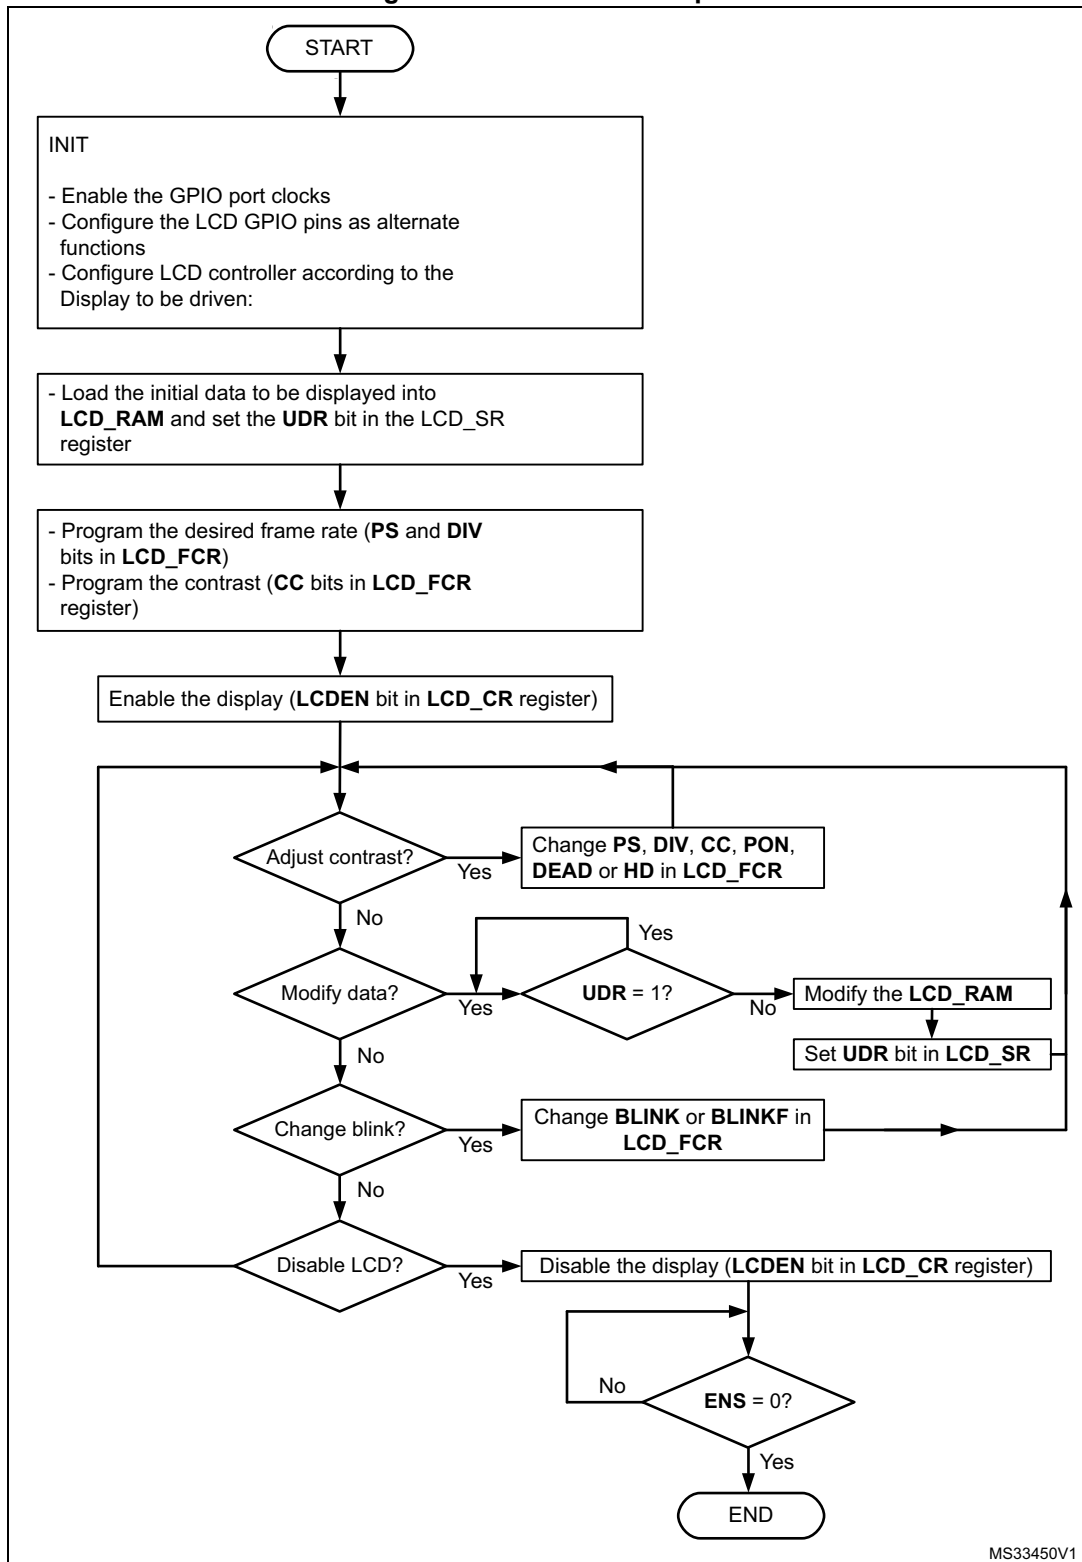 START
INIT
- Enable the GPIO port clocks
- Configure the LCD GPIO pins as alternate
functions
- Configure LCD controller according to the
Display to be driven:
- Load the initial data to be displayed into
LCD_RAM and set the UDR bit in the LCD_SR
register
- Program the desired frame rate (PS and DIV
bits in LCD_FCR)
- Program the contrast (CC bits in LCD_FCR
register)
Enable the display (LCDEN bit in LCD_CR register)
Adjust contrast?
Yes
Change PS, DIV, CC, PON,
DEAD or HD in LCD_FCR
No
Modify data?
Yes
UDR = 1?
Yes
No
Modify the LCD_RAM
Set UDR bit in LCD_SR
No
Change blink?
Yes
Change BLINK or BLINKF in
LCD_FCR
No
Disable LCD?
Yes
Disable the display (LCDEN bit in LCD_CR register)
No
ENS = 0?
Yes
END
MS33450V1